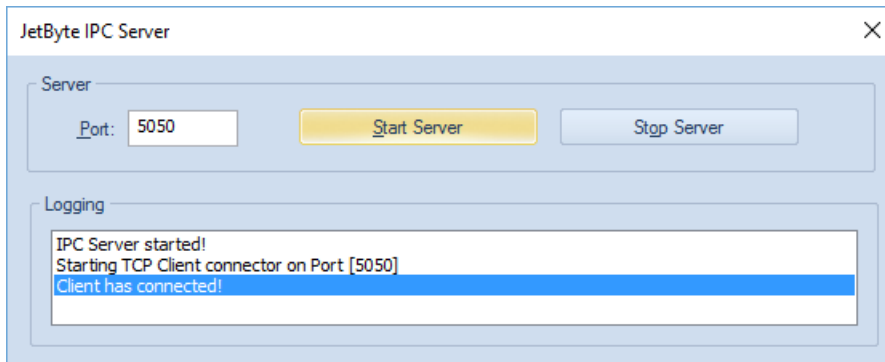 JetByte IPC Server
Server
Port: 5050 Start Server Stop Server
Logging
IPC Server started!
Starting TCP Client connector on Port [5050]
Client has connected!